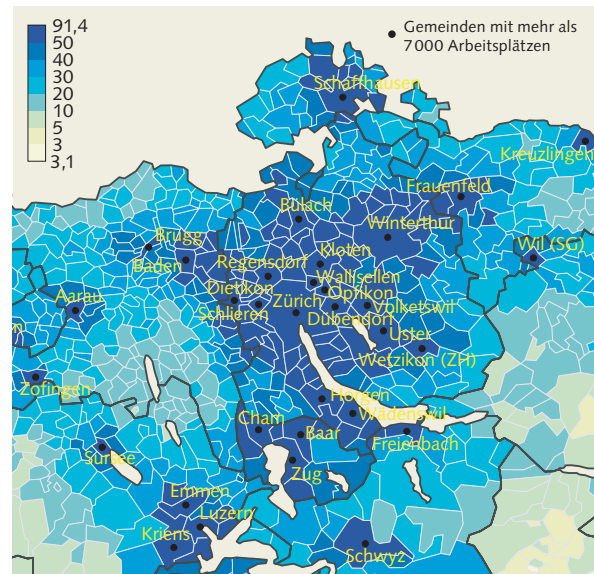 91,4
50
40
30
20
10
5
3
3,1
Gemeinden mit mehr als
7000 Arbeitsplätzen
Schaffhausen
Kreuzlingen
Frauenfeld
Bülach
Winterthur
Brugg
Wil (SG)
Kloten
Baden
Regensdorf
Wallisellen
Dietikon
Opfikon
Aarau
Zürich
Volketswil
Schlieren
Dübendorf
n
Uster
Wetzikon (ZH)
Zofingen
Horgen
Wädenswil
Cham
Baar
Freienbach
Sursee
Zug
Emmen
Luzern
Kriens
Schwyz